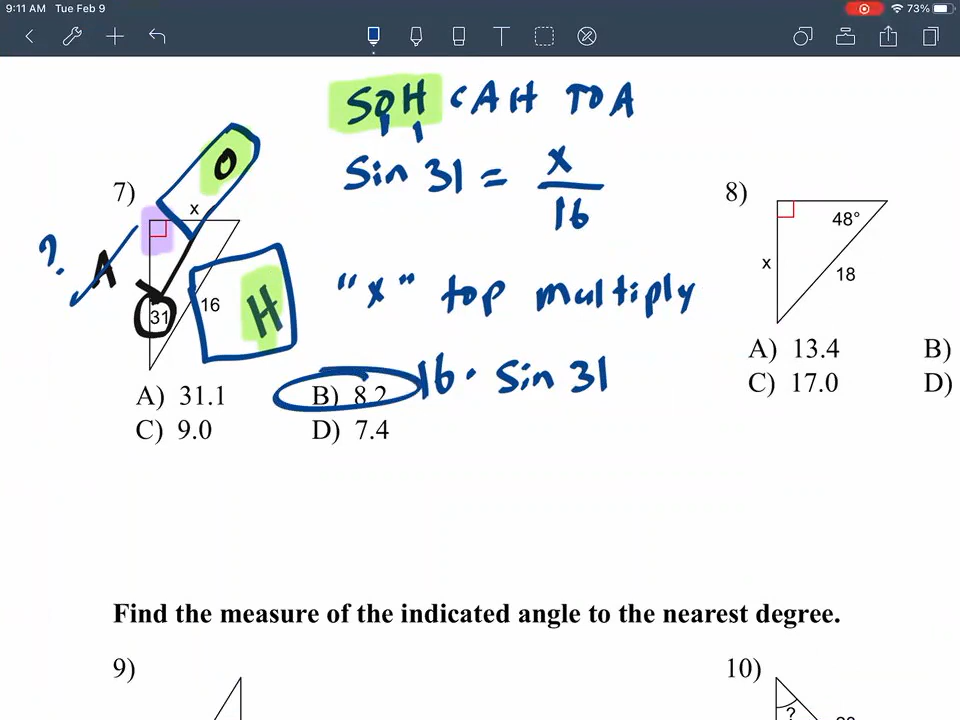 9:11 AM Tue Feb 9
73%
SOH CAH TOA
Sin 31 = x
16
7)
O
x
?
A
31
16
H
"x" top multiply
16 · Sin 31
A) 31.1
B) 8.2
C) 9.0
D) 7.4
8)
48°
x
18
A) 13.4
B)
C) 17.0
D)
Find the measure of the indicated angle to the nearest degree.
9)
10)
?